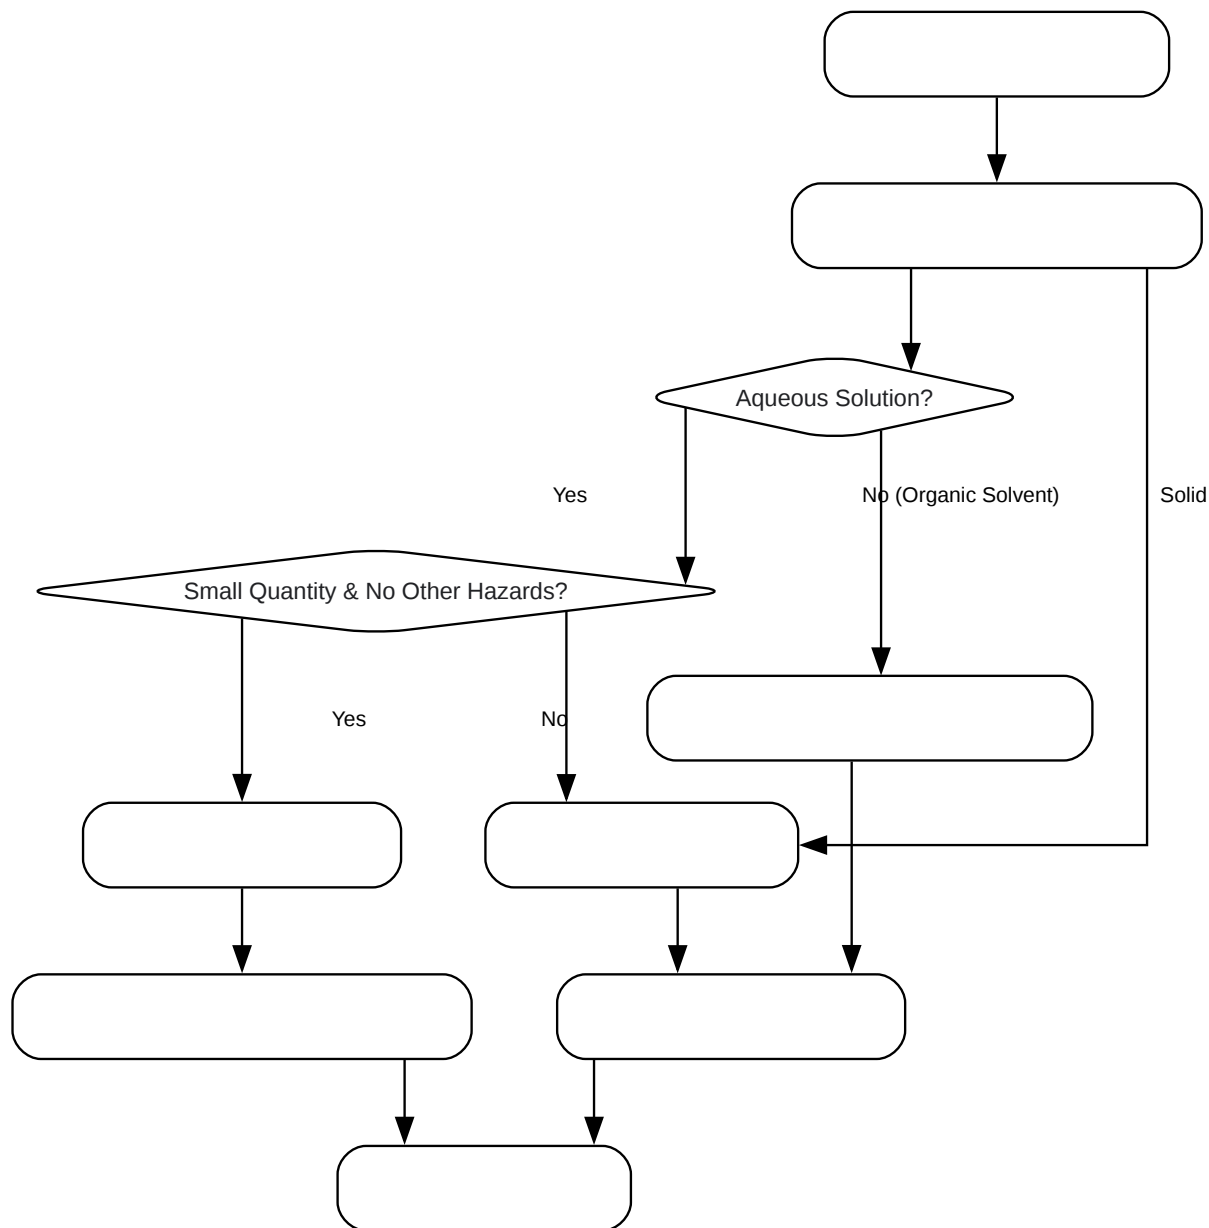 Aqueous Solution?
Yes
No (Organic Solvent)
Solid
Small Quantity & No Other Hazards?
Yes
No